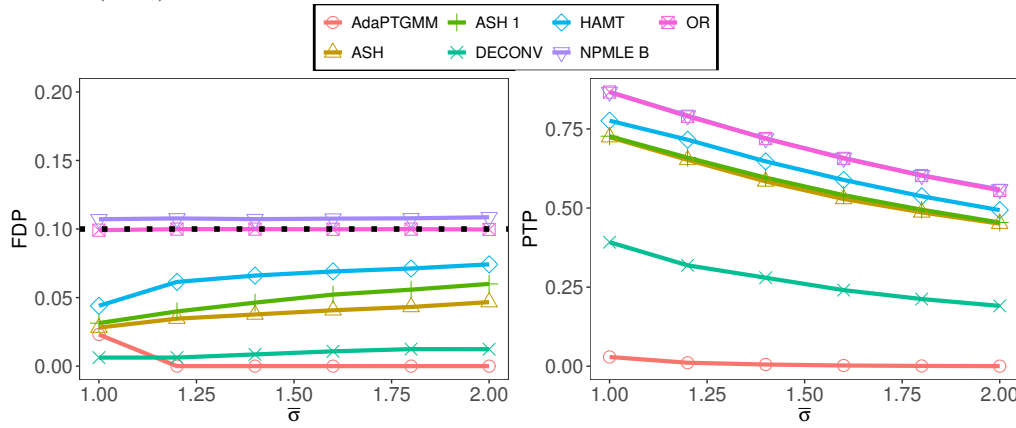 AdaPTGMM ASH 1 HAMT OR
ASH DECONV NPMLE B
FDP
0.20
0.15
0.10
0.05
0.00
1.00 1.25 1.50 1.75 2.00
σ̅
PTP
0.75
0.50
0.25
0.00
1.00 1.25 1.50 1.75 2.00
σ̅